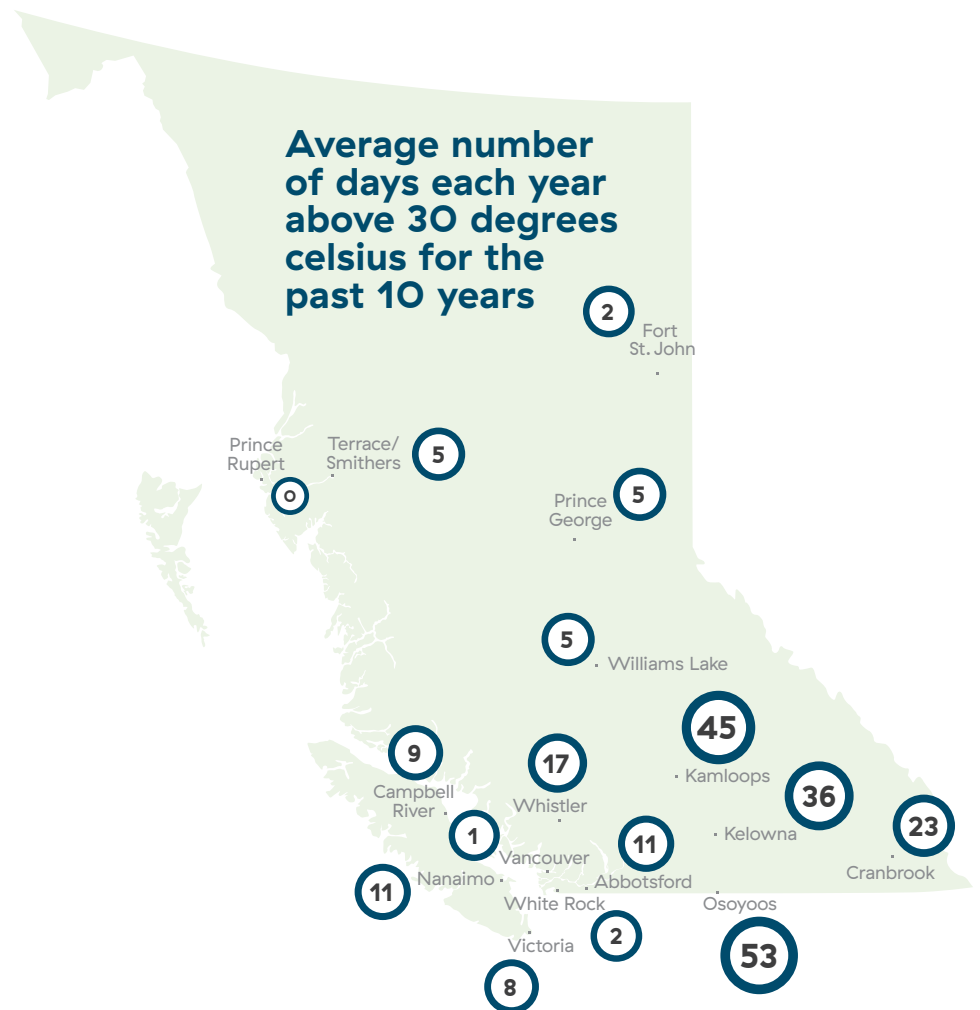 Average number
of days each year
above 30 degrees
celsius for the
past 10 years
2
Fort
St. John
Prince
Rupert
0
Terrace/
Smithers
5
Prince
George
5
5
Williams Lake
45
Kamloops
9
Campbell
River
17
Whistler
36
Kelowna
23
Cranbrook
1
Vancouver
11
Abbotsford
11
Nanaimo
White Rock
2
Osoyoos
53
Victoria
8